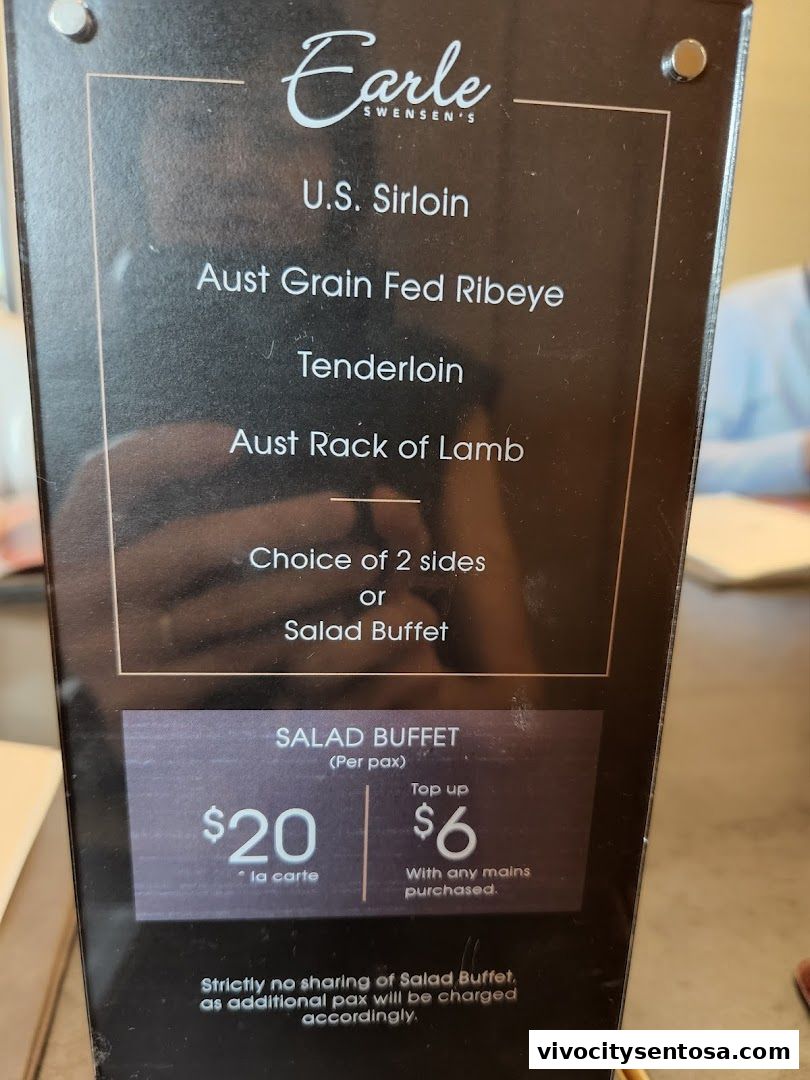 Earle
SWENSEN'S
U.S. Sirloin
Aust Grain Fed Ribeye
Tenderloin
Aust Rack of Lamb
Choice of 2 sides
or
Salad Buffet
SALAD BUFFET
(Per pax)
$20
* la carte
Top up
$6
With any mains
purchased.
Strictly no sharing of Salad Buffet,
as additional pax will be charged
accordingly.
vivocitysentosa.com